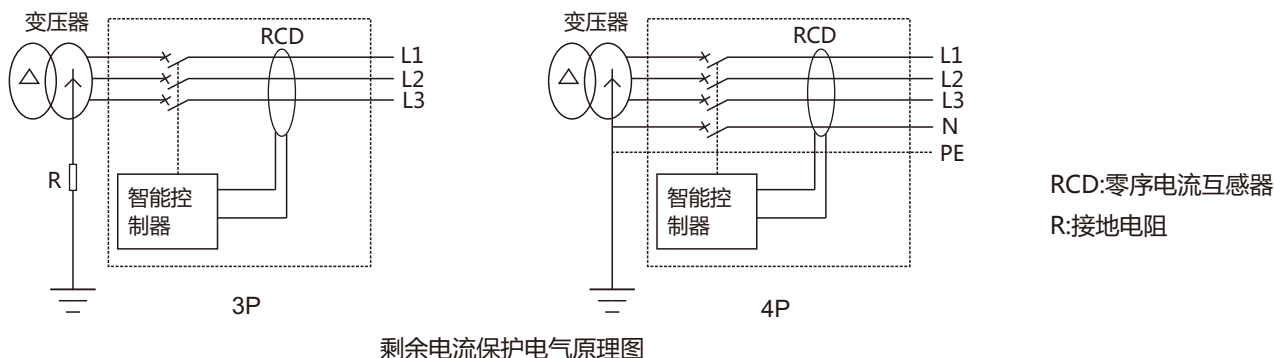 变压器
RCD
L1
L2
L3
R
智能控
制器
3P
变压器
RCD
L1
L2
L3
N
PE
智能控
制器
4P
RCD:零序电流互感器
R:接地电阻
剩余电流保护电气原理图